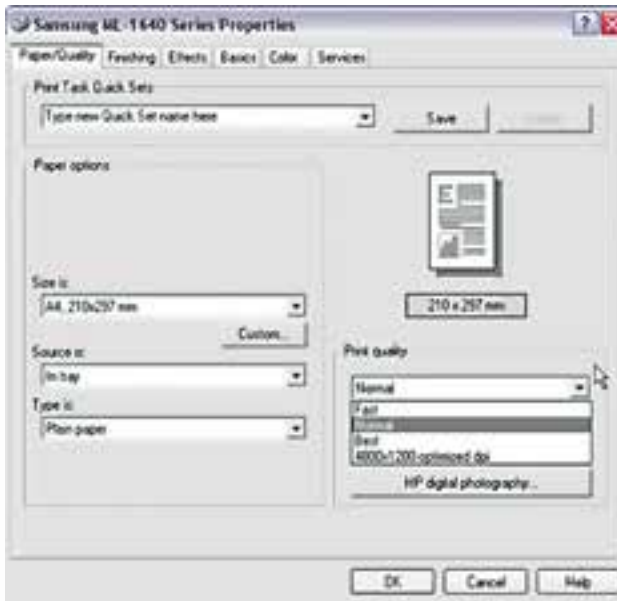 Samsung ML-1640 Series Properties
Paper/Quality Finishing Effects Basics Color Services
Print Task Quick Sets
Type new Quick Set name here
Save
Paper options
Size is:
A4, 210x297 mm
210 x 297 mm
Custom...
Source is:
In tray
Type is:
Plain paper
Print quality
Normal
Fast
Normal
Best
4800x1200 optimized dpi
HP digital photography...
OK Cancel Help